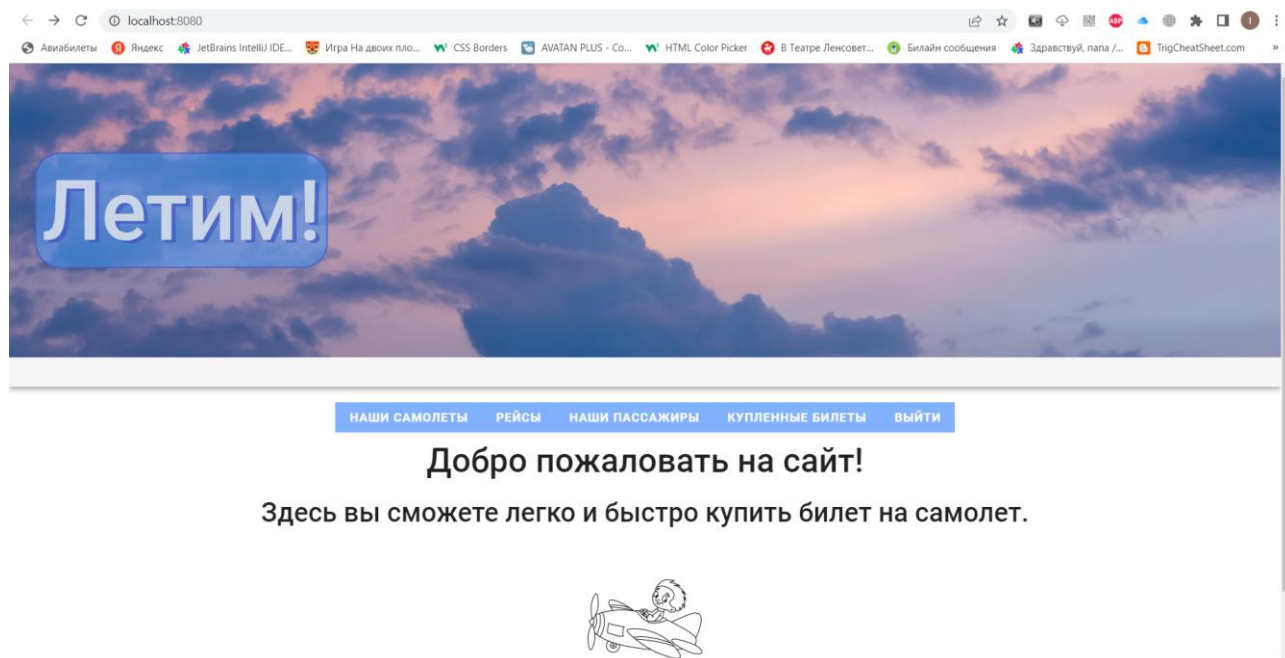 localhost:8080
ABP
I
Авиабилеты Яндекс JetBrains IntelliJ IDE... Игра На двоих пло... CSS Borders AVATAN PLUS - Co... HTML Color Picker В Театре Ленсовет... Билайн сообщения Здравствуй, папа /... TrigCheatSheet.com »
Летим!
НАШИ САМОЛЕТЫ РЕЙСЫ НАШИ ПАССАЖИРЫ КУПЛЕННЫЕ БИЛЕТЫ ВЫЙТИ
Добро пожаловать на сайт!
Здесь вы сможете легко и быстро купить билет на самолет.